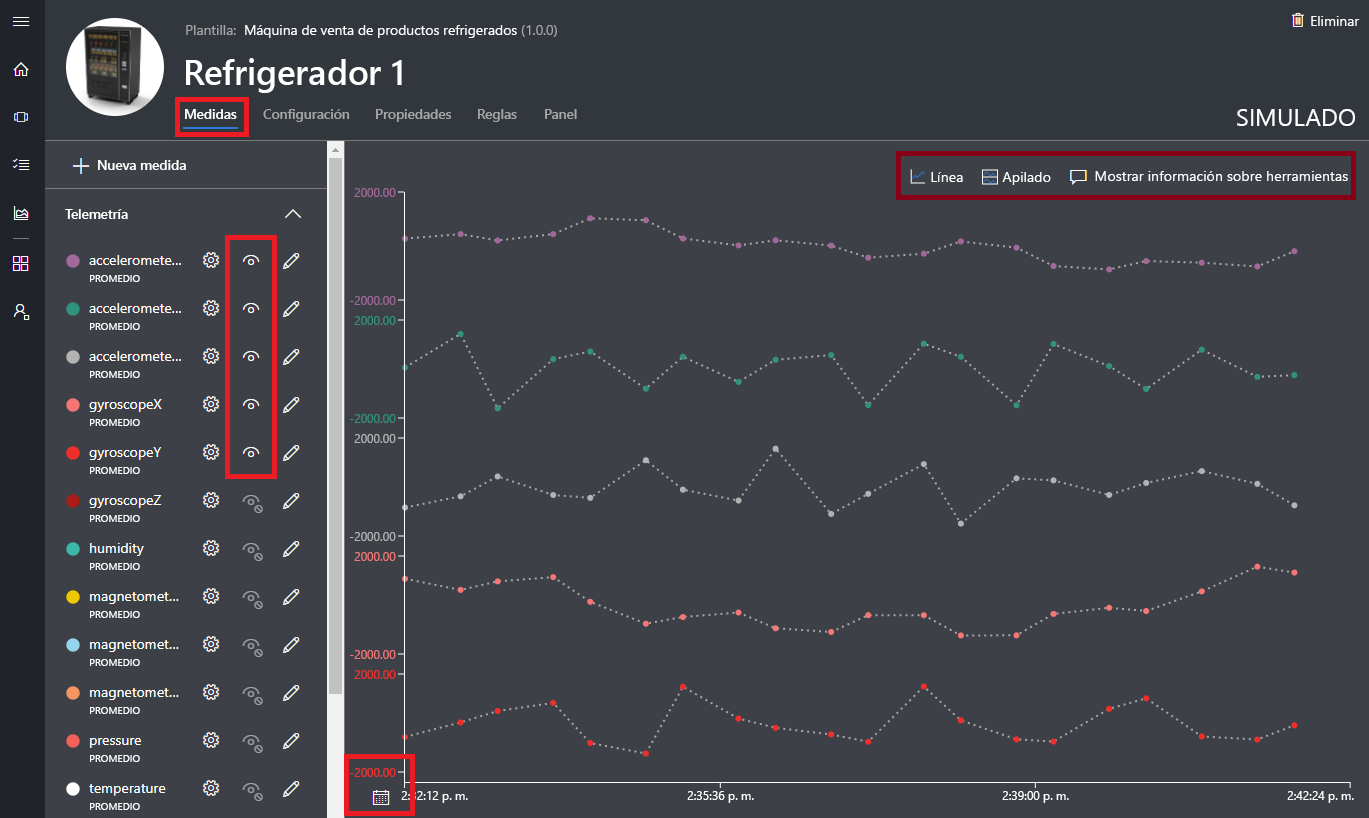 Plantilla: Máquina de venta de productos refrigerados (1.0.0)
Eliminar
Refrigerador 1
Medidas
Configuración
Propiedades
Reglas
Panel
SIMULADO
Nueva medida
Línea
Apilado
Mostrar información sobre herramientas
Telemetría
acceleromete...
PROMEDIO
acceleromete...
PROMEDIO
acceleromete...
PROMEDIO
gyroscopeX
PROMEDIO
gyroscopeY
PROMEDIO
gyroscopeZ
PROMEDIO
humidity
PROMEDIO
magnetomet...
PROMEDIO
magnetomet...
PROMEDIO
magnetomet...
PROMEDIO
pressure
PROMEDIO
temperature
PROMEDIO
2000.00
-2000.00
2000.00
-2000.00
2000.00
-2000.00
2000.00
-2000.00
2000.00
-2000.00
2:32:12 p. m.
2:35:36 p. m.
2:39:00 p. m.
2:42:24 p. m.